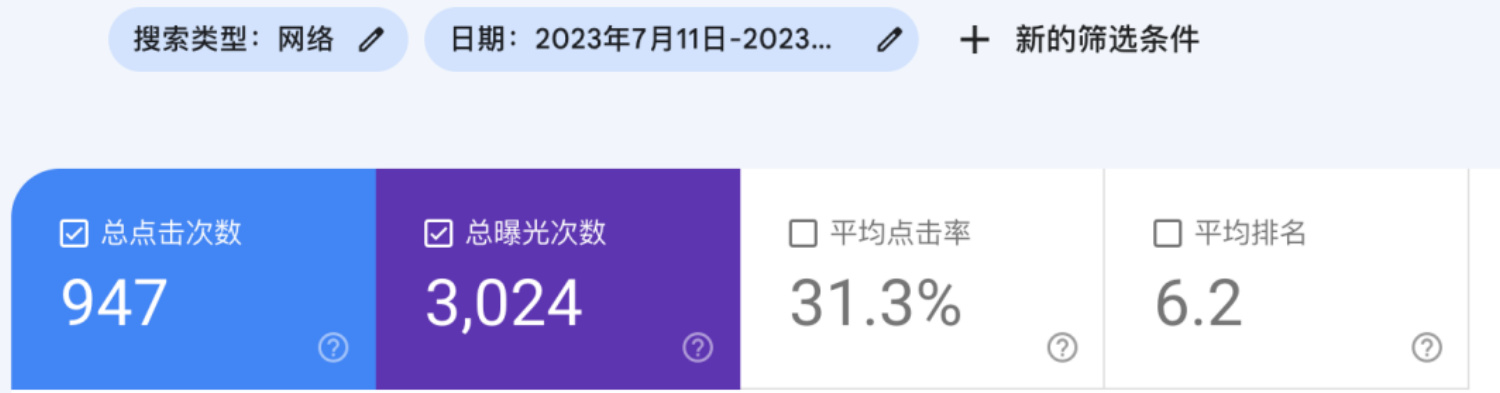 搜索类型：网络 日期：2023年7月11日-2023... 新的筛选条件
总点击次数 总曝光次数 平均点击率 平均排名
947 3,024 31.3% 6.2